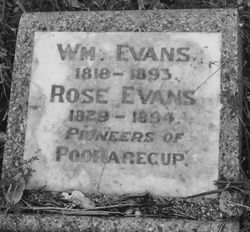 WM. EVANS.
1818-1893.
ROSE EVANS
1829-1894.
PIONEERS OF
POOHARECUP.